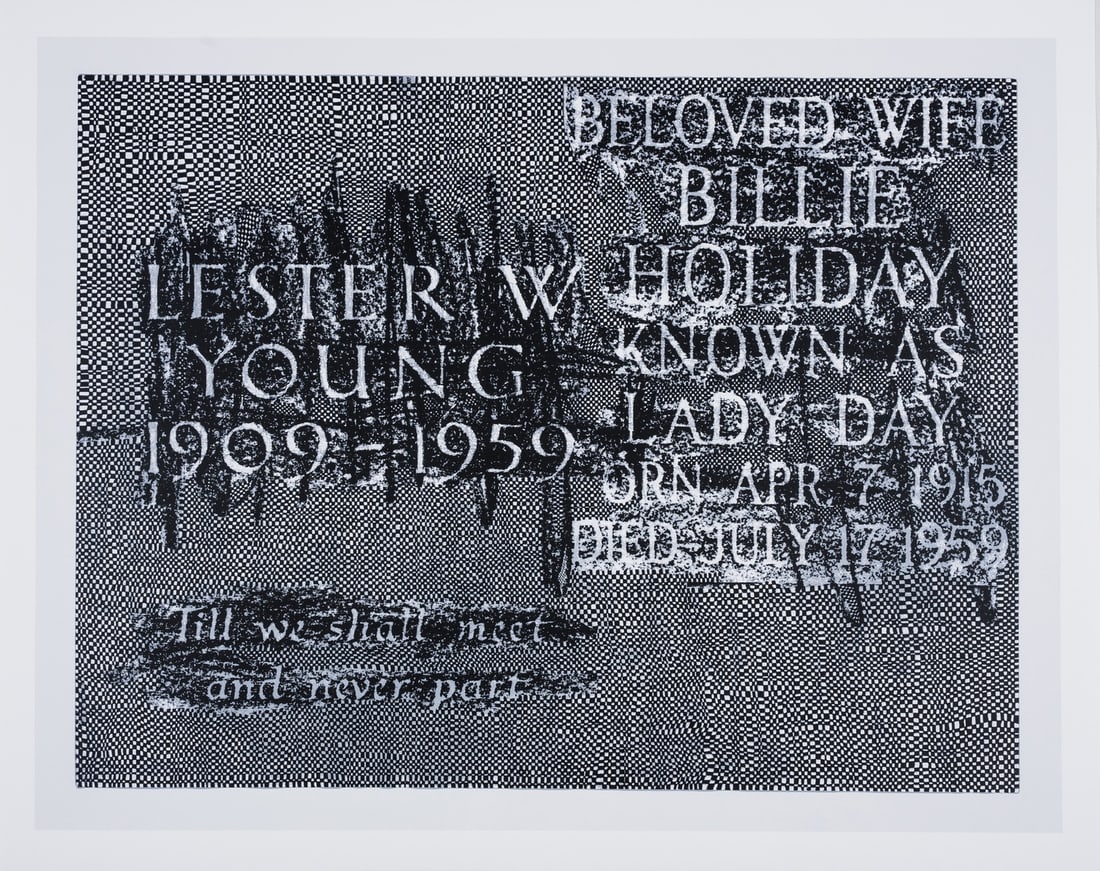 LESTER W
YOUNG
1909 – 1959
Till we shall meet
and never part
BELOVED WIFE
BILLIE
HOLIDAY
KNOWN AS
LADY DAY
ORN APR. 7 1915
DIED JULY 17 1959